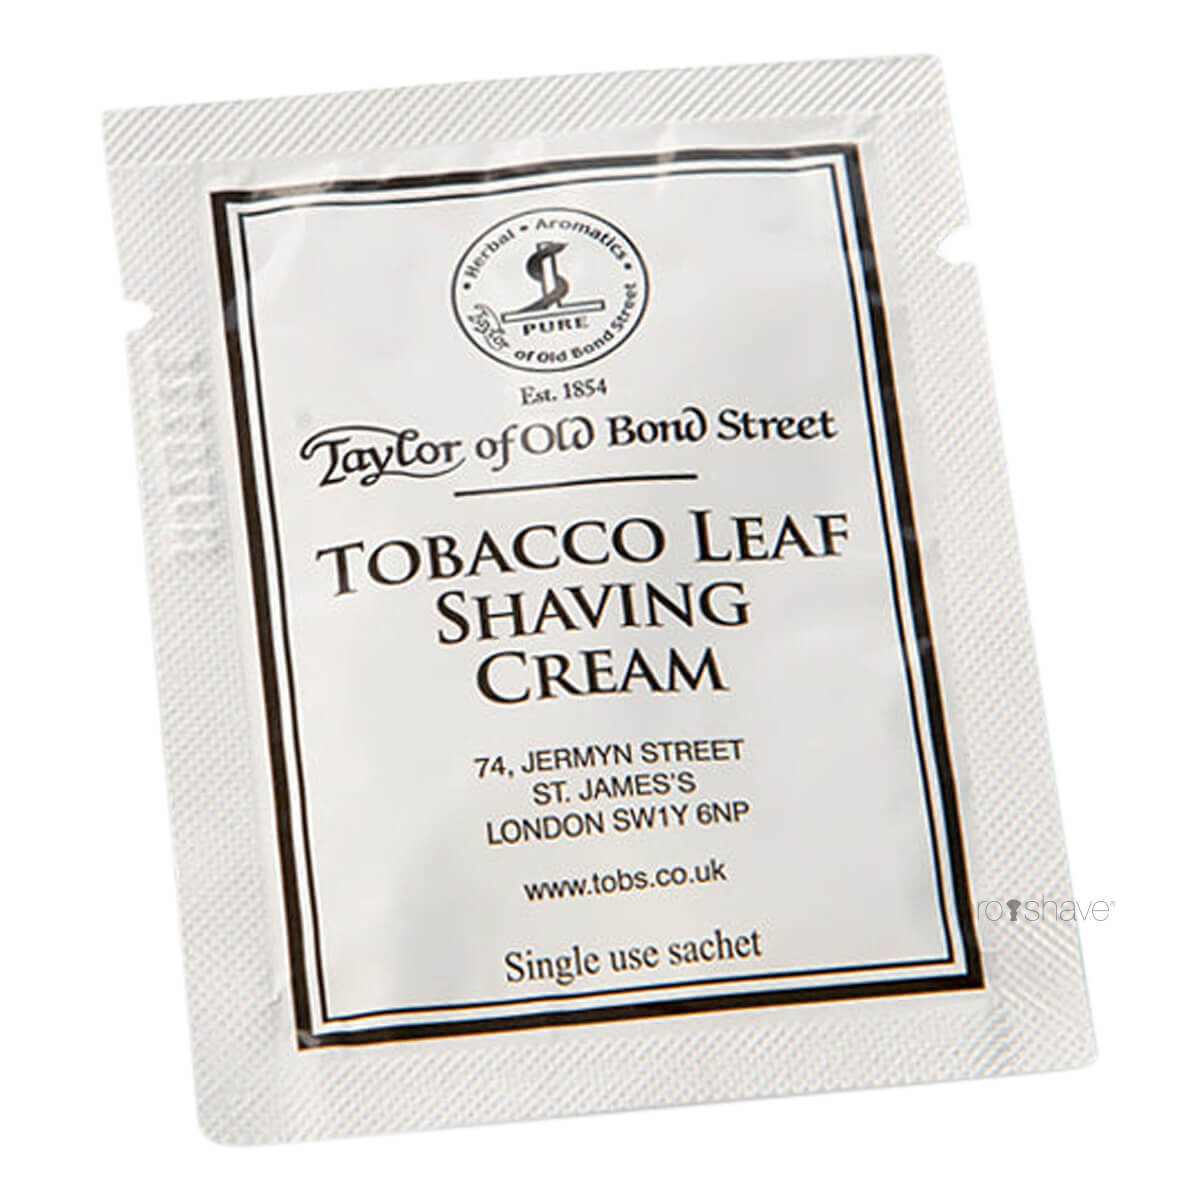 Herbal • Aromatics
PURE
Taylor of Old Bond Street
Est. 1854
Taylor of Old Bond Street
TOBACCO LEAF
SHAVING
CREAM
74, JERMYN STREET
ST. JAMES'S
LONDON SW1Y 6NP
www.tobs.co.uk
Single use sachet
royshave®